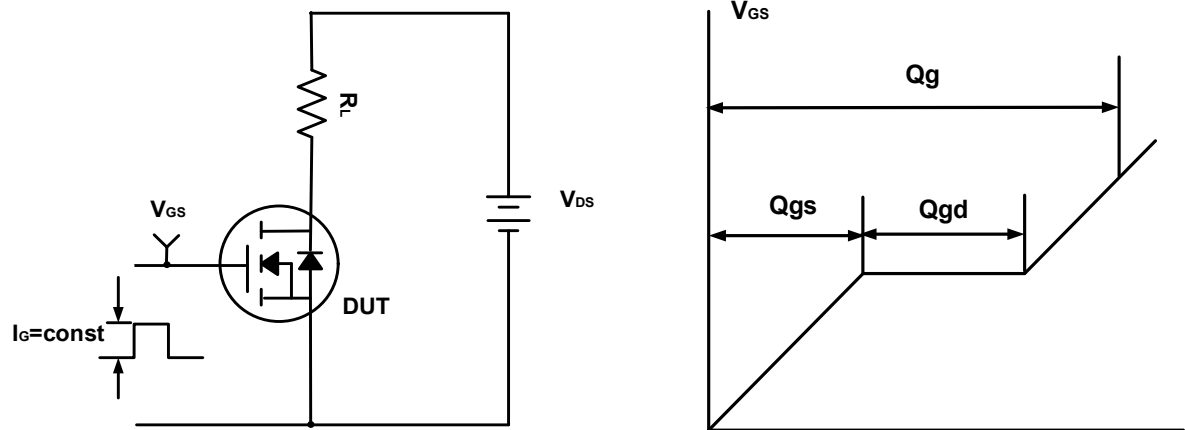 RL
VGS
VDS
DUT
IG=const
VGS
Qg
Qgs
Qgd